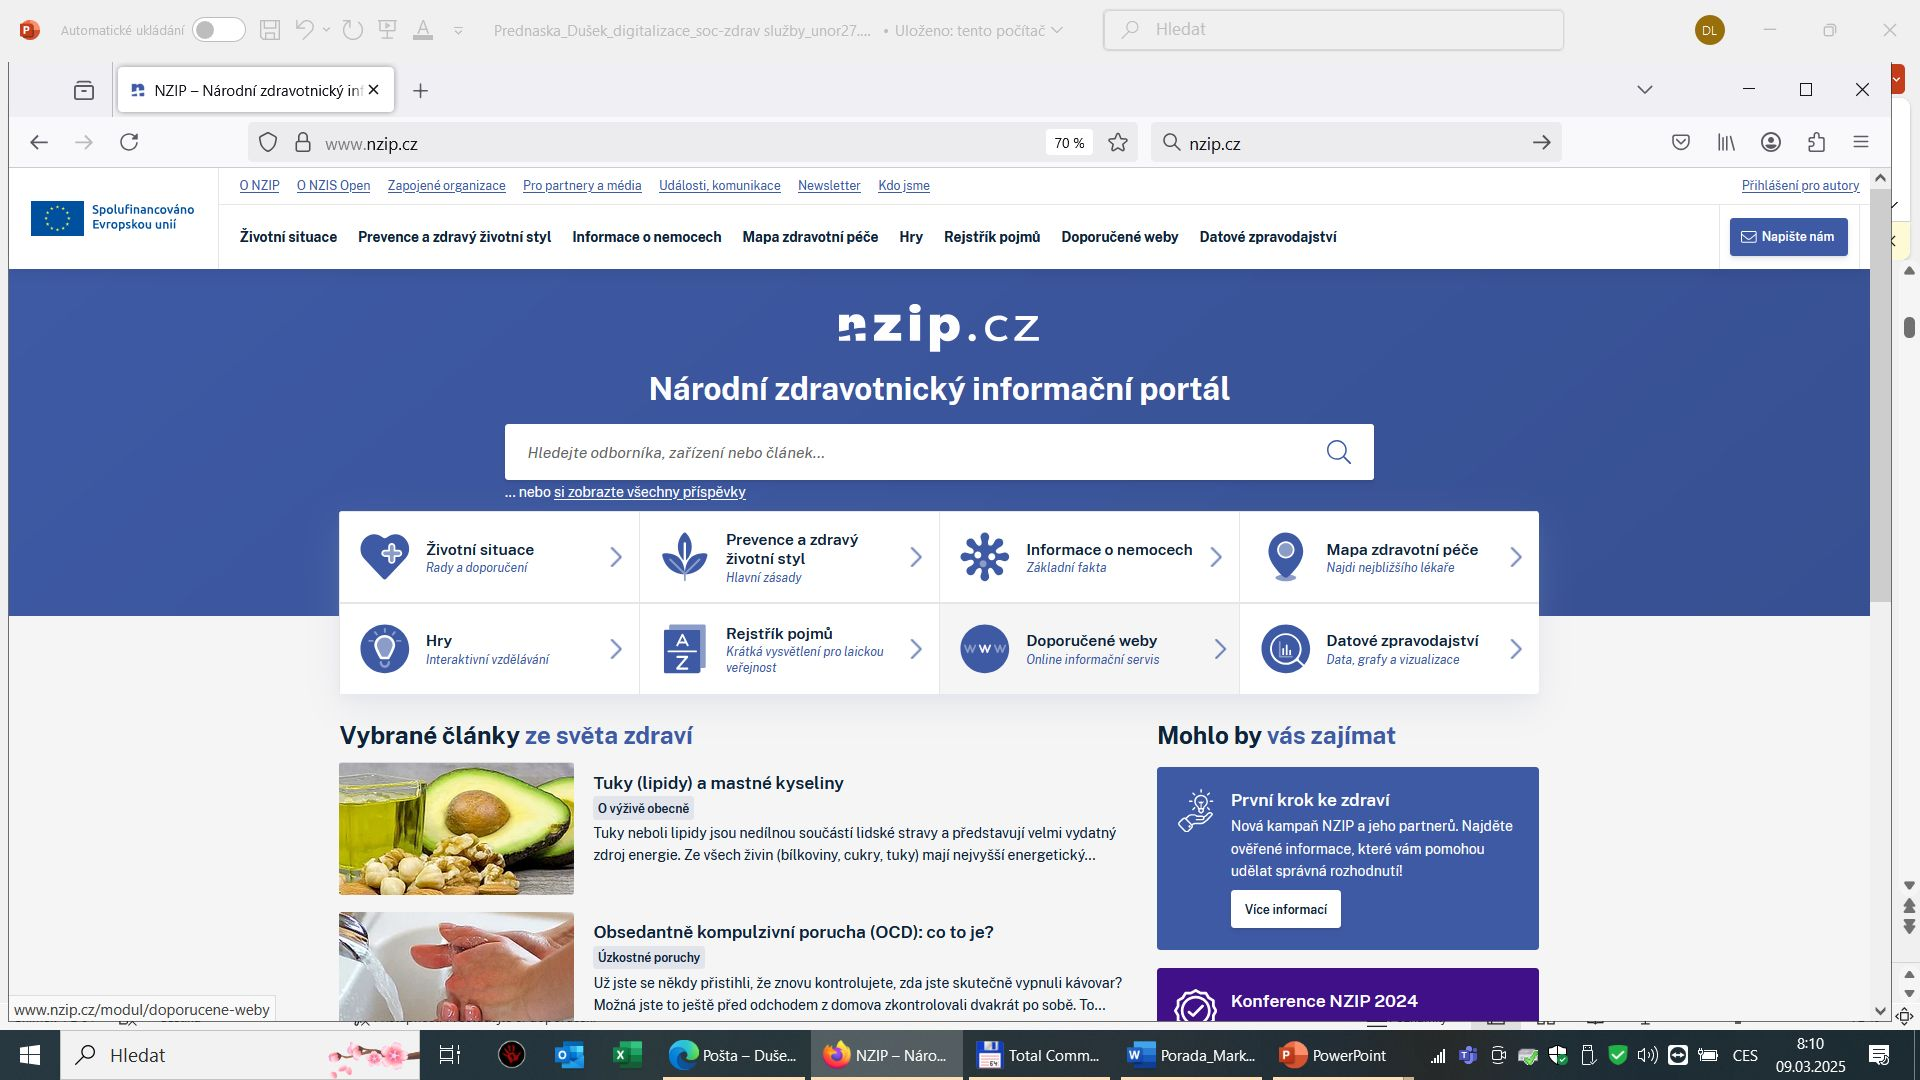 Automatické ukládání
Prednaska_Dušek_digitalizace_soc-zdrav služby_unor27.... • Uloženo: tento počítač
Hledat
DL
NZIP – Národní zdravotnický inf
www.nzip.cz
70 %
nzip.cz
Spolufinancováno
Evropskou unií
O NZIP
O NZIS Open
Zapojené organizace
Pro partnery a média
Události, komunikace
Newsletter
Kdo jsme
Přihlášení pro autory
Životní situace
Prevence a zdravý životní styl
Informace o nemocech
Mapa zdravotní péče
Hry
Rejstřík pojmů
Doporučené weby
Datové zpravodajství
Napište nám
nzip.cz
Národní zdravotnický informační portál
Hledejte odborníka, zařízení nebo článek...
... nebo si zobrazte všechny příspěvky
Životní situace
Rady a doporučení
Prevence a zdravý
životní styl
Hlavní zásady
Informace o nemocech
Základní fakta
Mapa zdravotní péče
Najdi nejbližšího lékaře
Hry
Interaktivní vzdělávání
A
Z
Rejstřík pojmů
Krátká vysvětlení pro laickou
veřejnost
WWW
Doporučené weby
Online informační servis
Datové zpravodajství
Data, grafy a vizualizace
Vybrané články ze světa zdraví
Tuky (lipidy) a mastné kyseliny
O výživě obecně
Tuky neboli lipidy jsou nedílnou součástí lidské stravy a představují velmi vydatný
zdroj energie. Ze všech živin (bílkoviny, cukry, tuky) mají nejvyšší energetický...
Obsedantně kompulzivní porucha (OCD): co to je?
Úzkostné poruchy
Už jste se někdy přistihli, že znovu kontrolujete, zda jste skutečně vypnuli kávovar?
Možná jste to ještě před odchodem z domova zkontrolovali dvakrát po sobě. To...
Mohlo by vás zajímat
První krok ke zdraví
Nová kampaň NZIP a jeho partnerů. Najděte
ověřené informace, které vám pomohou
udělat správná rozhodnutí!
Více informací
Konference NZIP 2024
www.nzip.cz/modul/doporucene-weby
Hledat
Pošta – Duše...
NZIP – Náro...
Total Comm...
Porada_Mark...
PowerPoint
CES
8:10
09.03.2025